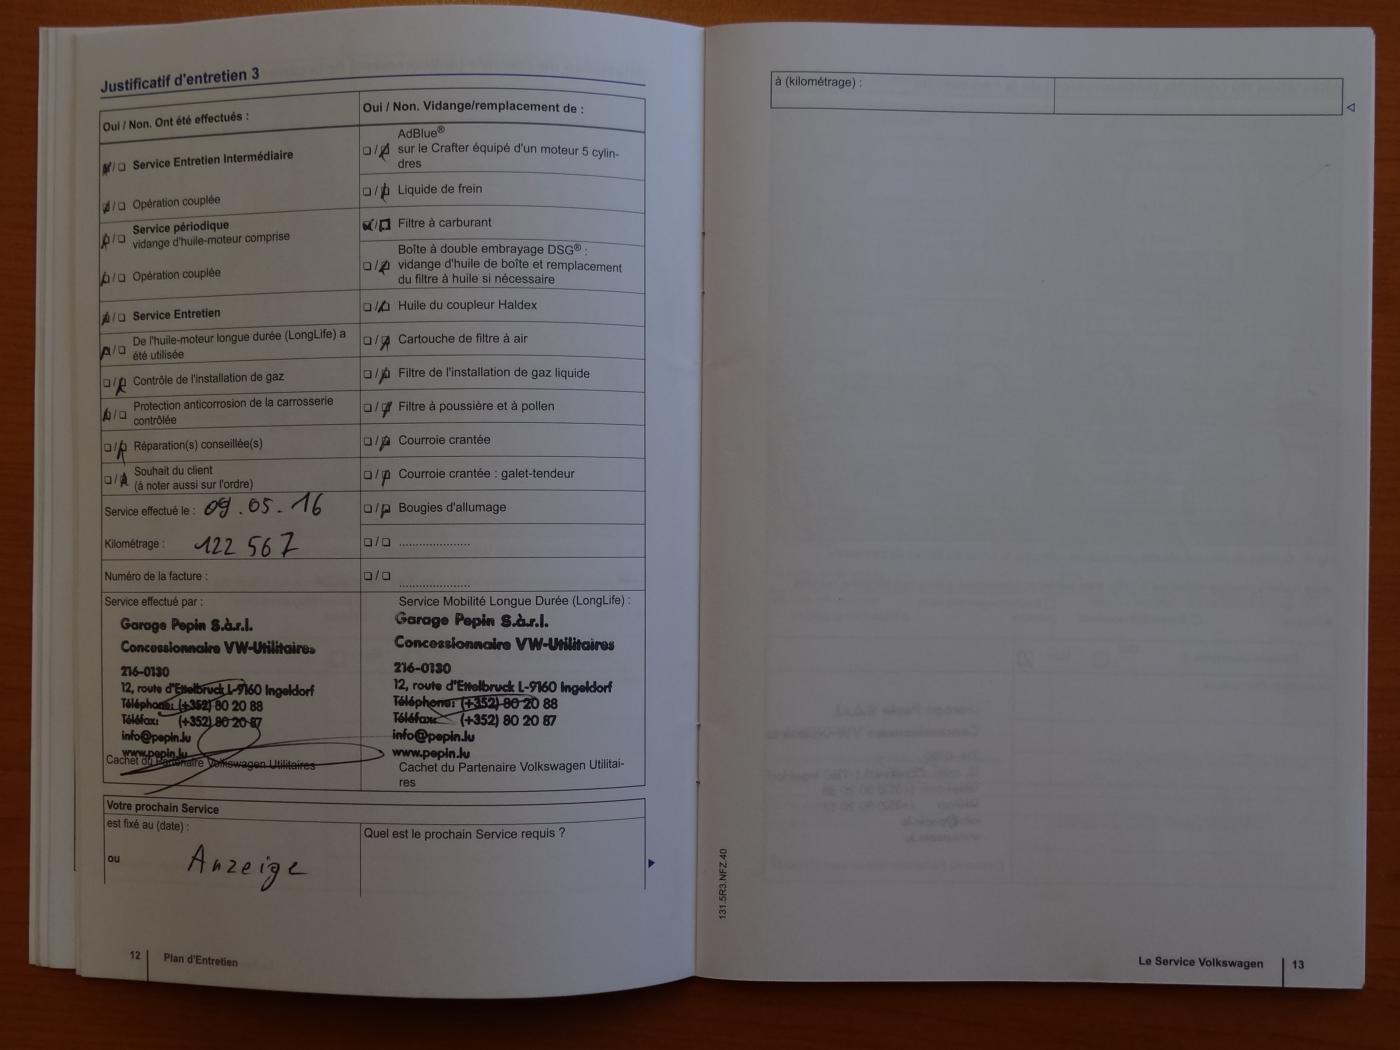 Justificatif d'entretien 3
Oui / Non. Ont été effectués :
Service Entretien Intermédiaire
Opération couplée
Service périodique
vidange d'huile-moteur comprise
Opération couplée
Service Entretien
De l'huile-moteur longue durée (LongLife) a
été utilisée
Contrôle de l'installation de gaz
Protection anticorrosion de la carrosserie
contrôlée
Réparation(s) conseillée(s)
Souhait du client
(à noter aussi sur l'ordre)
Service effectué le : 09.05.16
Kilométrage : 122 567
Numéro de la facture :
Service effectué par :
Garage Pepin S.à.r.l.
Concessionnaire VW-Utilitaires
216-0130
12, route d'Ettelbruck L-9160 Ingeldorf
Téléphone: (+352) 80 20 88
Téléfax: (+352) 80 20 87
info@pepin.lu
www.pepin.lu
Cachet du Partenaire Volkswagen Utilitaires
Oui / Non. Vidange/remplacement de :
AdBlue®
sur le Crafter équipé d'un moteur 5 cylin-
dres
Liquide de frein
Filtre à carburant
Boîte à double embrayage DSG® :
vidange d'huile de boîte et remplacement
du filtre à huile si nécessaire
Huile du coupleur Haldex
Cartouche de filtre à air
Filtre de l'installation de gaz liquide
Filtre à poussière et à pollen
Courroie crantée
Courroie crantée : galet-tendeur
Bougies d'allumage
.....................
.....................
Service Mobilité Longue Durée (LongLife) :
Garage Pepin S.à.r.l.
Concessionnaire VW-Utilitaires
216-0130
12, route d'Ettelbruck L-9160 Ingeldorf
Téléphone: (+352) 80 20 88
Téléfax: (+352) 80 20 87
info@pepin.lu
www.pepin.lu
Cachet du Partenaire Volkswagen Utilitai-
res
Votre prochain Service
est fixé au (date) :
ou
Anzeige
Quel est le prochain Service requis ?
12 Plan d'Entretien
à (kilométrage) :
131.5R3.NFZ.40
Le Service Volkswagen 13